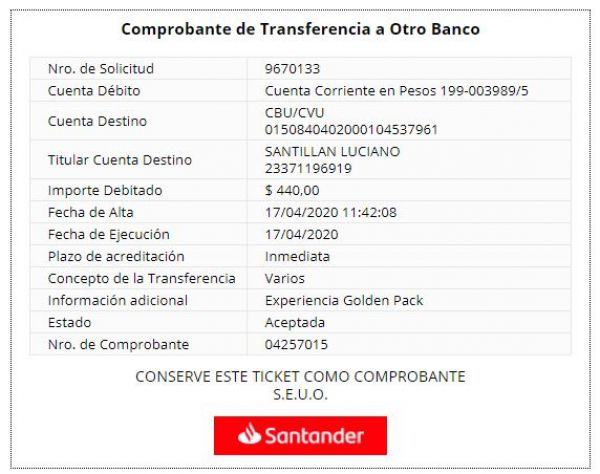 Comprobante de Transferencia a Otro Banco
Nro. de Solicitud 9670133
Cuenta Débito Cuenta Corriente en Pesos 199-003989/5
Cuenta Destino CBU/CVU
0150840402000104537961
Titular Cuenta Destino SANTILLAN LUCIANO
23371196919
Importe Debitado $ 440,00
Fecha de Alta 17/04/2020 11:42:08
Fecha de Ejecución 17/04/2020
Plazo de acreditación Inmediata
Concepto de la Transferencia Varios
Información adicional Experiencia Golden Pack
Estado Aceptada
Nro. de Comprobante 04257015
CONSERVE ESTE TICKET COMO COMPROBANTE
S.E.U.O.
Santander